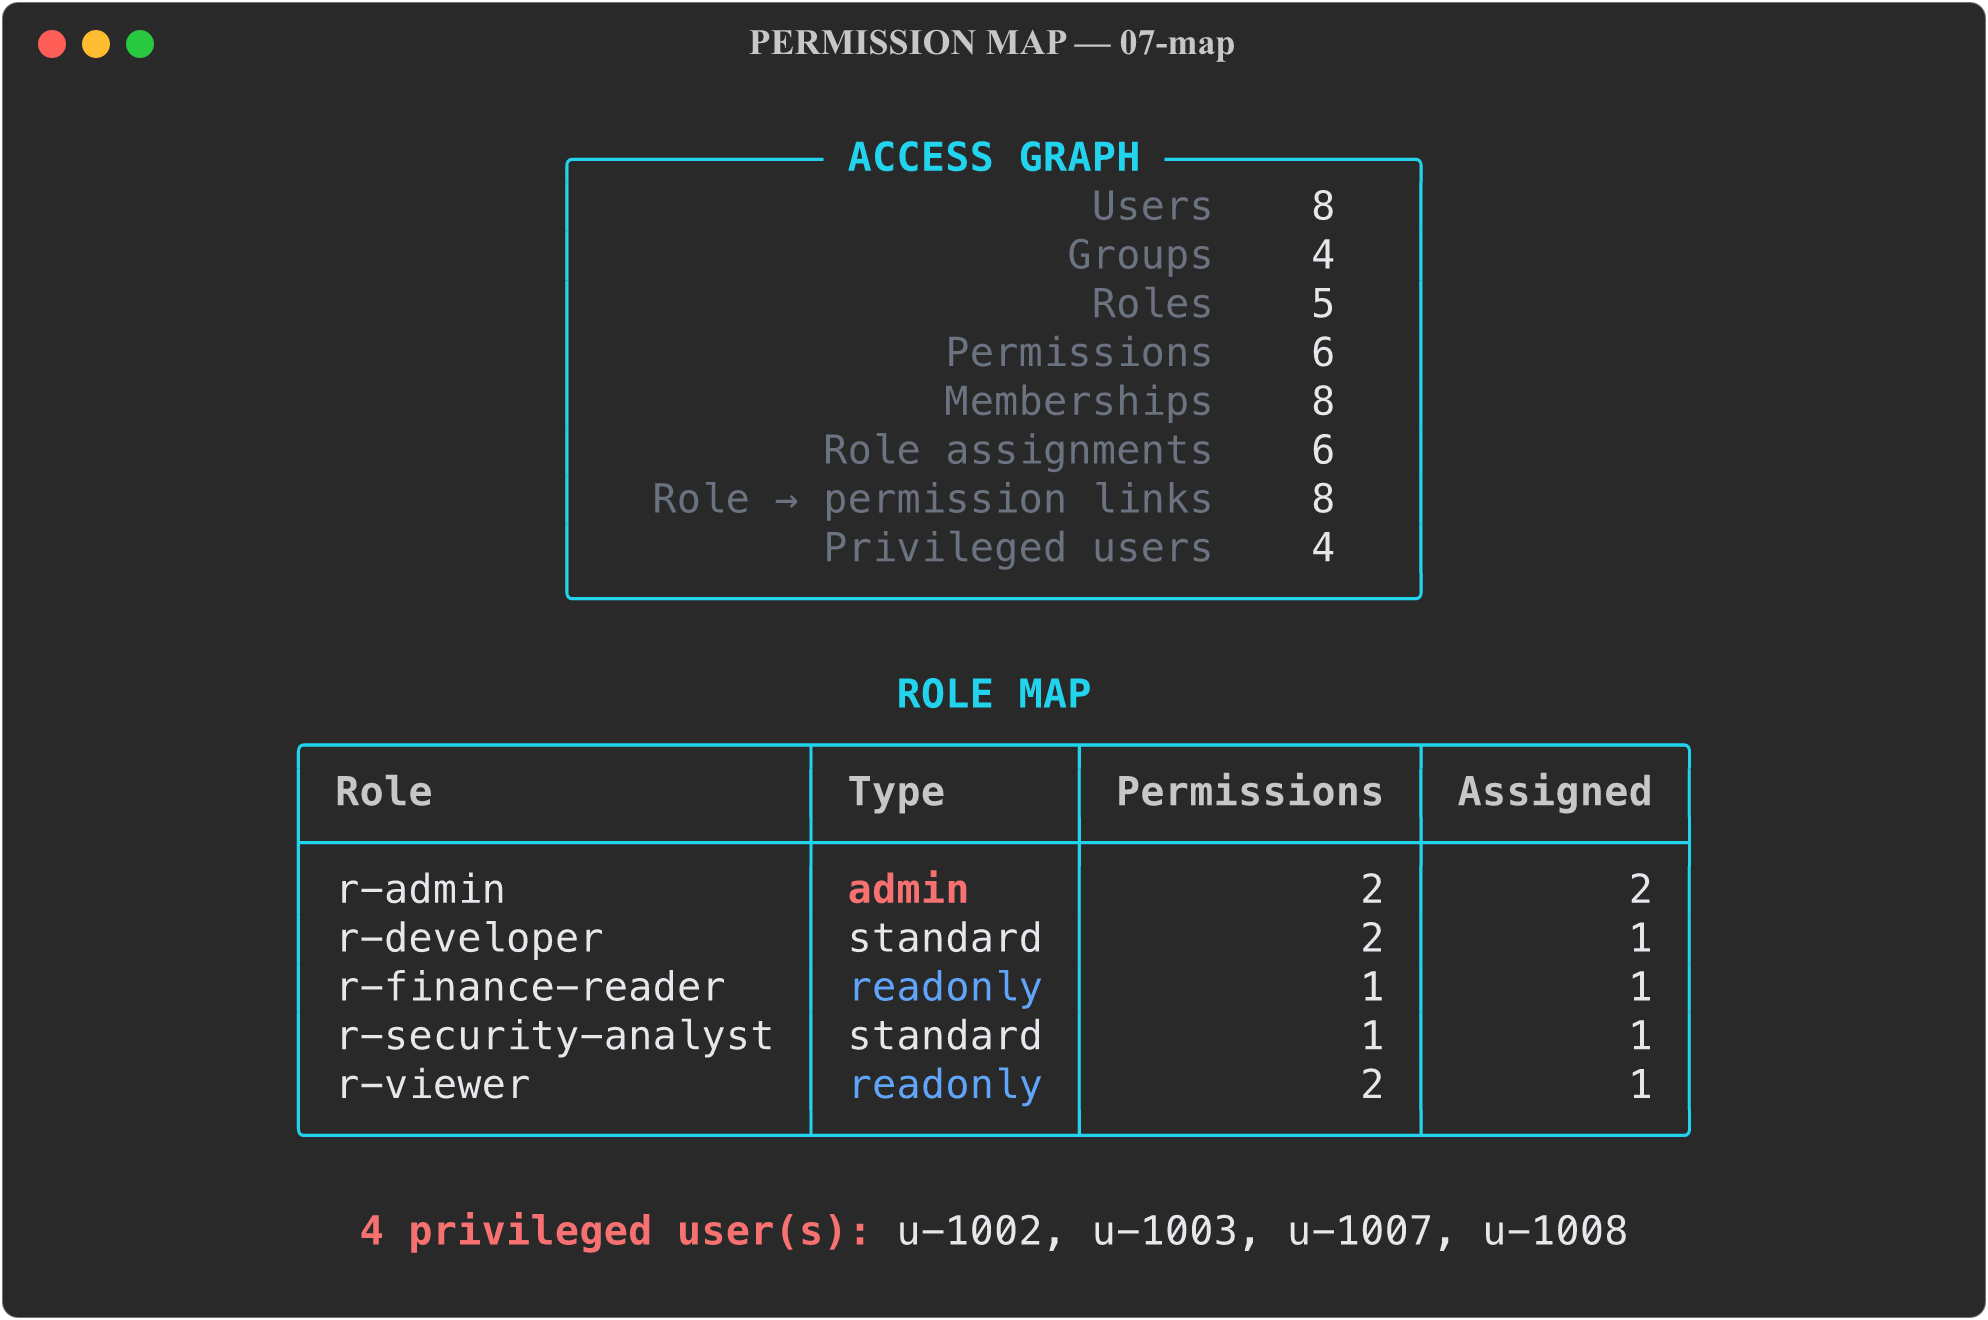 PERMISSION MAP — 07-map
ACCESS GRAPH
Users 8
Groups 4
Roles 5
Permissions 6
Memberships 8
Role assignments 6
Role → permission links 8
Privileged users 4
ROLE MAP
Role Type Permissions Assigned
r-admin admin 2 2
r-developer standard 2 1
r-finance-reader readonly 1 1
r-security-analyst standard 1 1
r-viewer readonly 2 1
4 privileged user(s): u-1002, u-1003, u-1007, u-1008